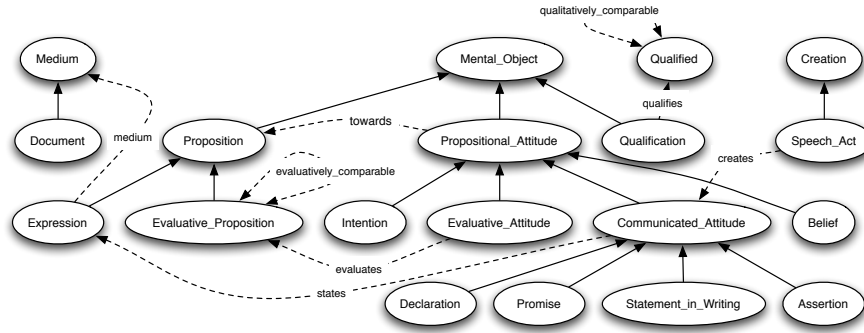 qualitatively_comparable
Medium
Mental_Object
Qualified
Creation
qualifies
towards
Document
medium
Proposition
Propositional_Attitude
Qualification
Speech_Act
evaluatively_comparable
creates
Expression
Evaluative_Proposition
Intention
Evaluative_Attitude
Communicated_Attitude
Belief
evaluates
states
Declaration
Promise
Statement_in_Writing
Assertion